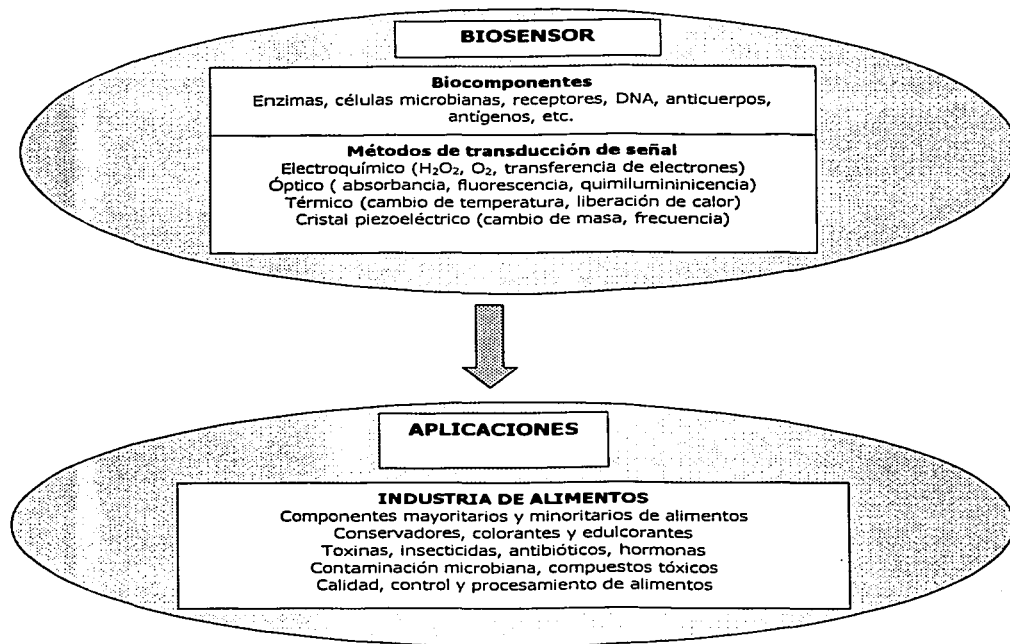 BIOSENSOR
Biocomponentes
Enzimas, células microbianas, receptores, DNA, anticuerpos,
antígenos, etc.
Métodos de transducción de señal
Electroquímico (H₂O₂, O₂, transferencia de electrones)
Óptico ( absorbancia, fluorescencia, quimilumininicencia)
Térmico (cambio de temperatura, liberación de calor)
Cristal piezoeléctrico (cambio de masa, frecuencia)
APLICACIONES
INDUSTRIA DE ALIMENTOS
Componentes mayoritarios y minoritarios de alimentos
Conservadores, colorantes y edulcorantes
Toxinas, insecticidas, antibióticos, hormonas
Contaminación microbiana, compuestos tóxicos
Calidad, control y procesamiento de alimentos